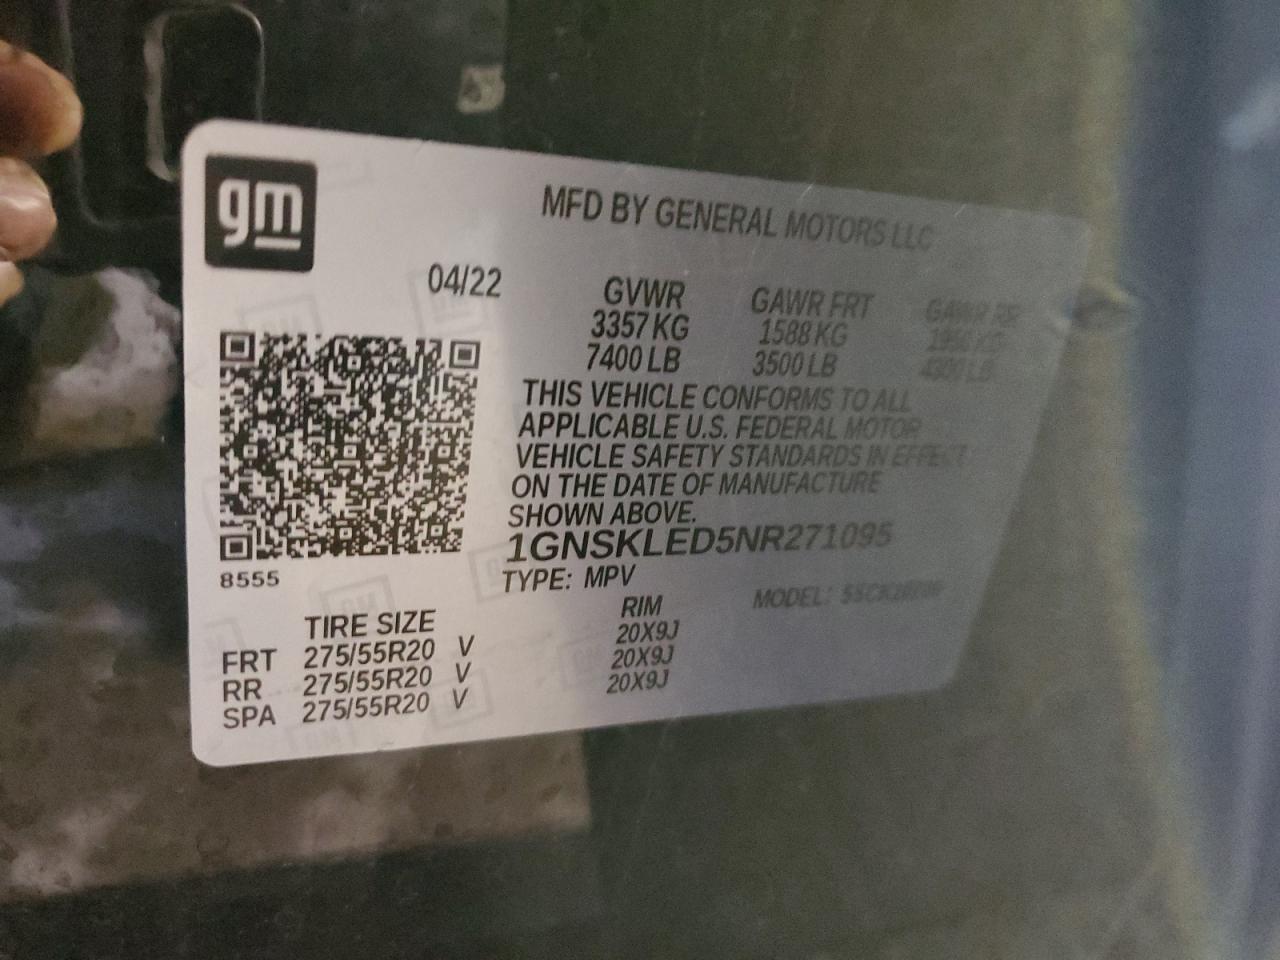 gm
MFD BY GENERAL MOTORS LLC
04/22
GVWR GAWR FRT GAWR RR
3357 KG 1588 KG
7400 LB 3500 LB
THIS VEHICLE CONFORMS TO ALL
APPLICABLE U.S. FEDERAL MOTOR
VEHICLE SAFETY STANDARDS IN EFFECT
ON THE DATE OF MANUFACTURE
SHOWN ABOVE.
1GNSKLED5NR271095
8555
TYPE: MPV MODEL:
TIRE SIZE RIM
FRT 275/55R20 V 20X9J
RR 275/55R20 V 20X9J
SPA 275/55R20 V 20X9J